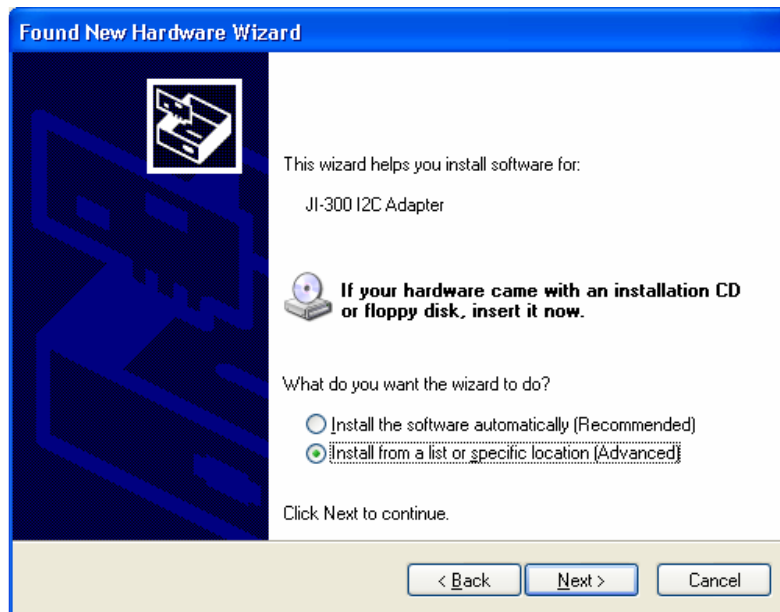 Found New Hardware Wizard
This wizard helps you install software for:
JI-300 I2C Adapter
If your hardware came with an installation CD
or floppy disk, insert it now.
What do you want the wizard to do?
Install the software automatically (Recommended)
Install from a list or specific location (Advanced)
Click Next to continue.
< Back Next > Cancel